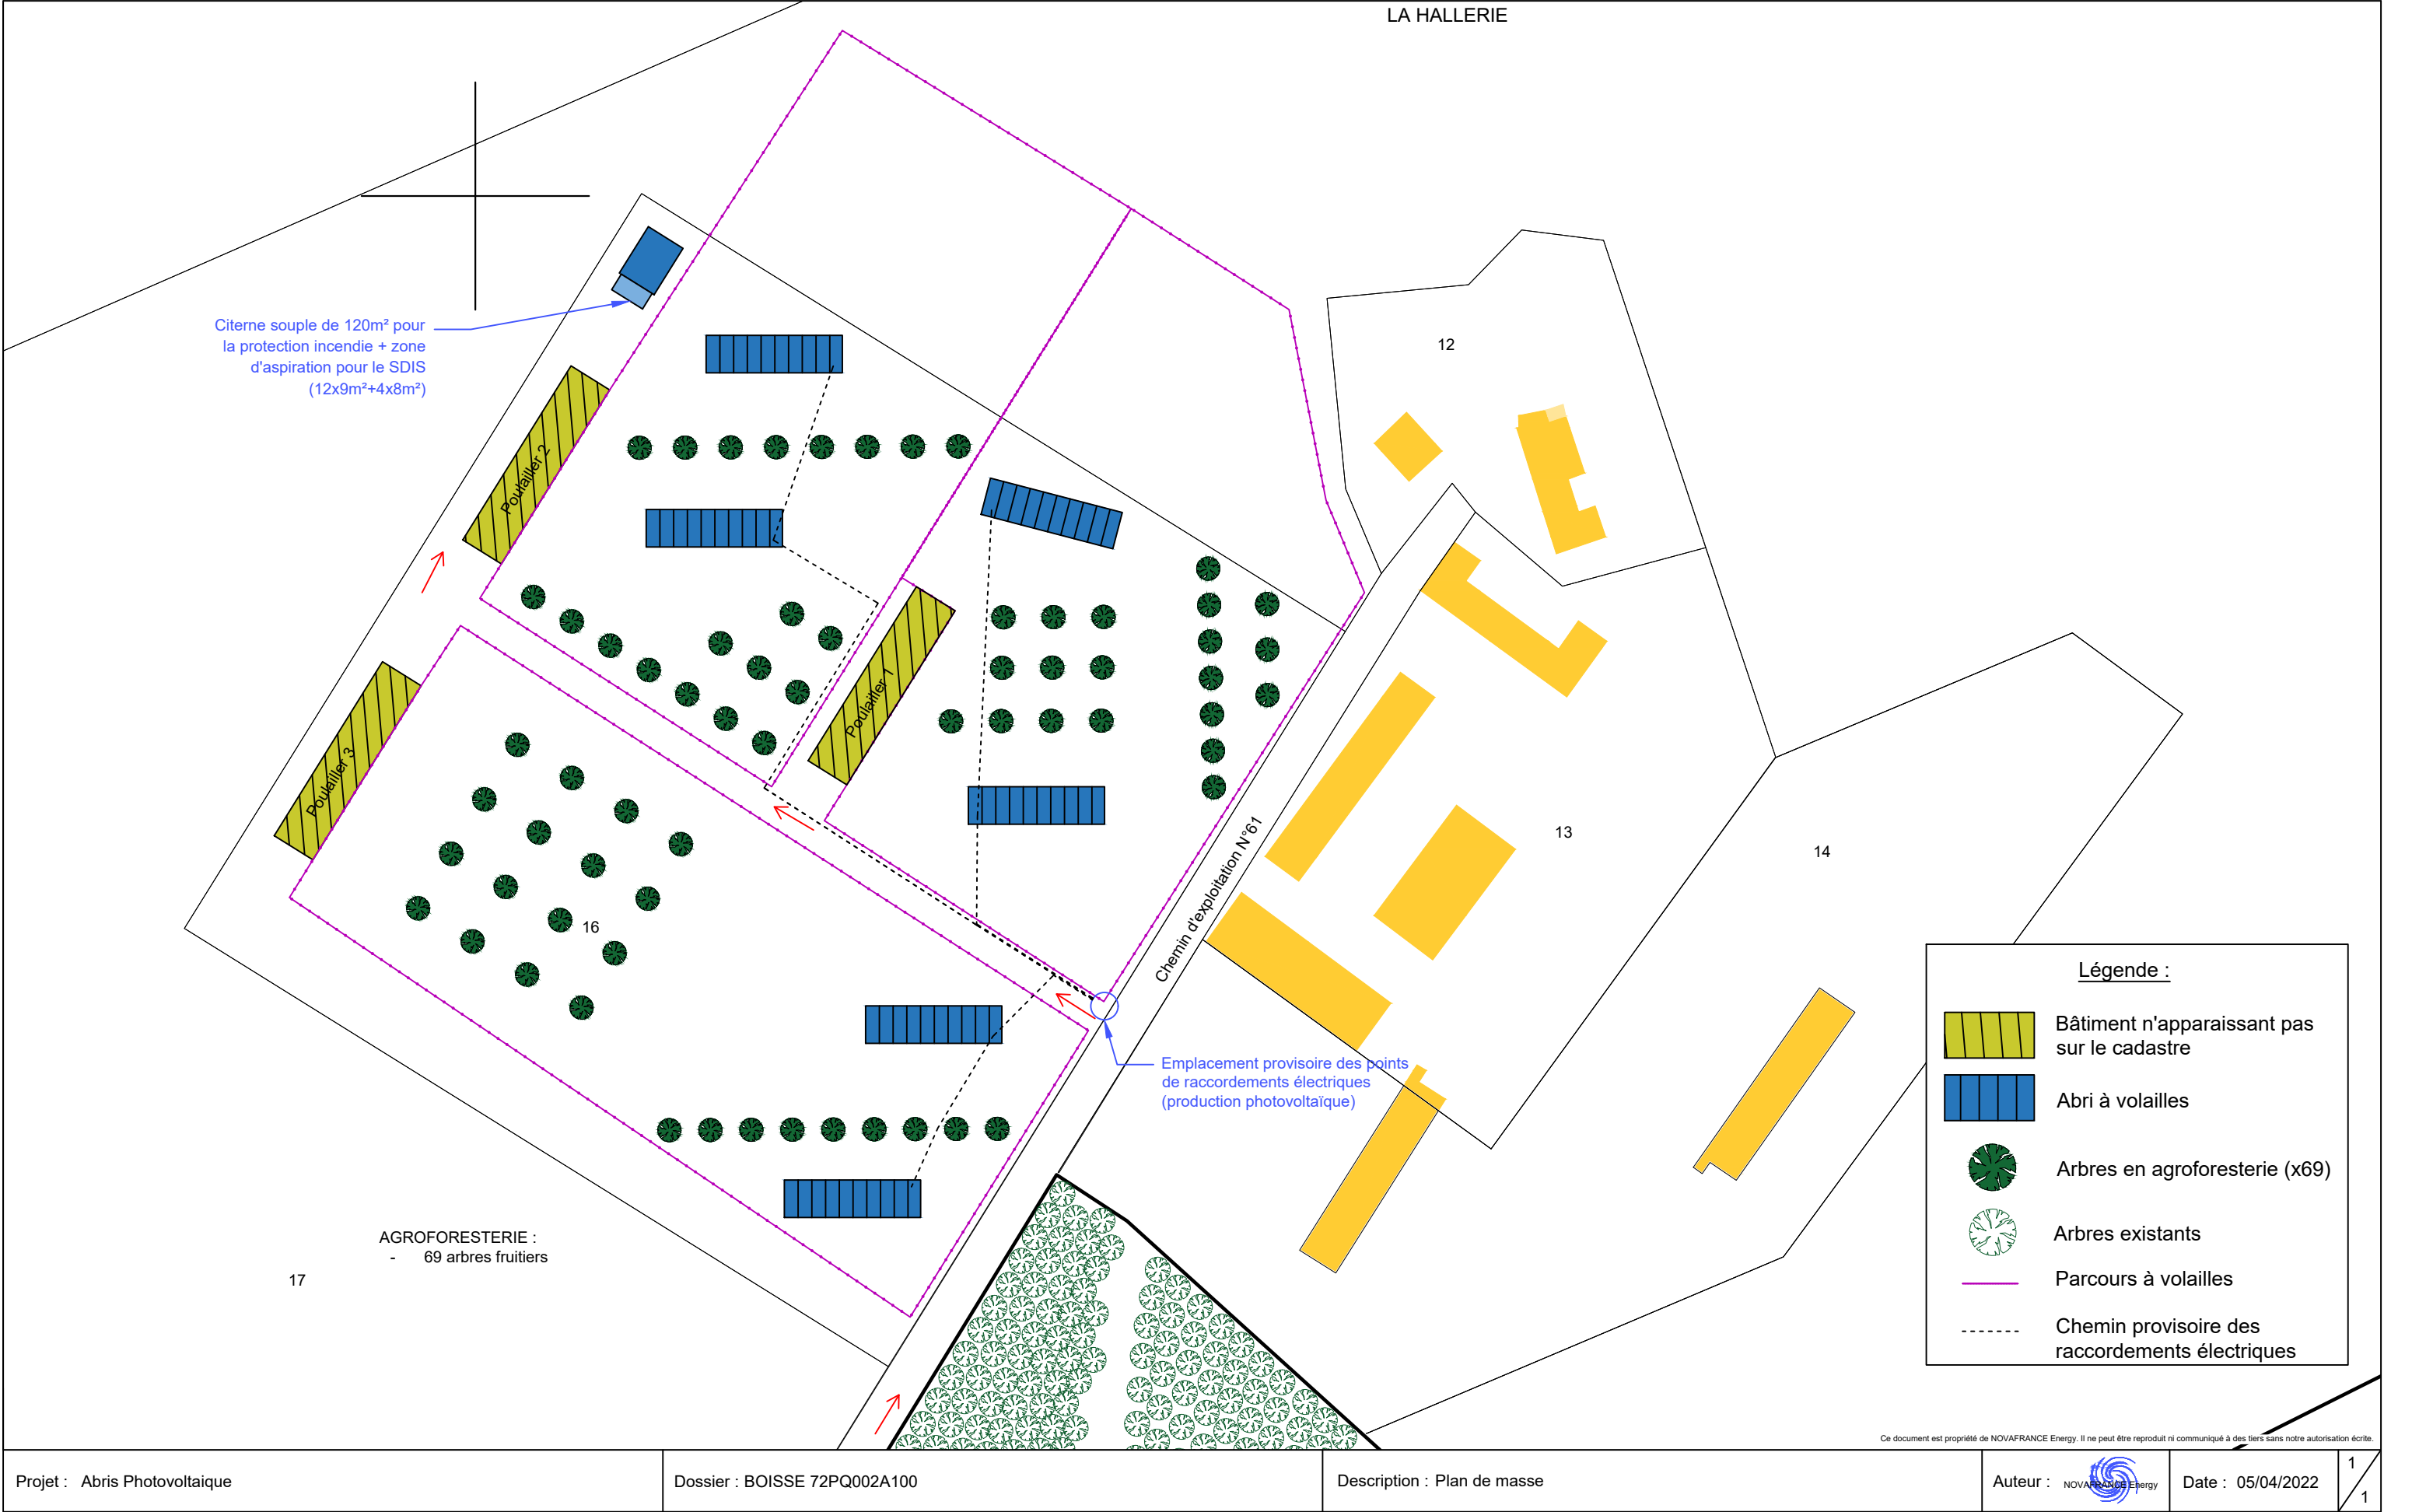 LA HALLERIE
Citerne souple de 120m² pour
la protection incendie + zone
d'aspiration pour le SDIS
(12x9m²+4x8m²)
12
Poulailler 2
Poulailler 1
Poulailler 3
13
14
16
Chemin d'exploitation N°61
Emplacement provisoire des points
de raccordements électriques
(production photovoltaïque)
AGROFORESTERIE :
- 69 arbres fruitiers
17
Légende :
Bâtiment n'apparaissant pas
sur le cadastre
Abri à volailles
Arbres en agroforesterie (x69)
Arbres existants
Parcours à volailles
Chemin provisoire des
raccordements électriques
Ce document est propriété de NOVAFRANCE Energy. Il ne peut être reproduit ni communiqué à des tiers sans notre autorisation écrite.
Projet : Abris Photovoltaique
Dossier : BOISSE 72PQ002A100
Description : Plan de masse
Auteur : NOVAFRANCE Energy
Date : 05/04/2022
1
1